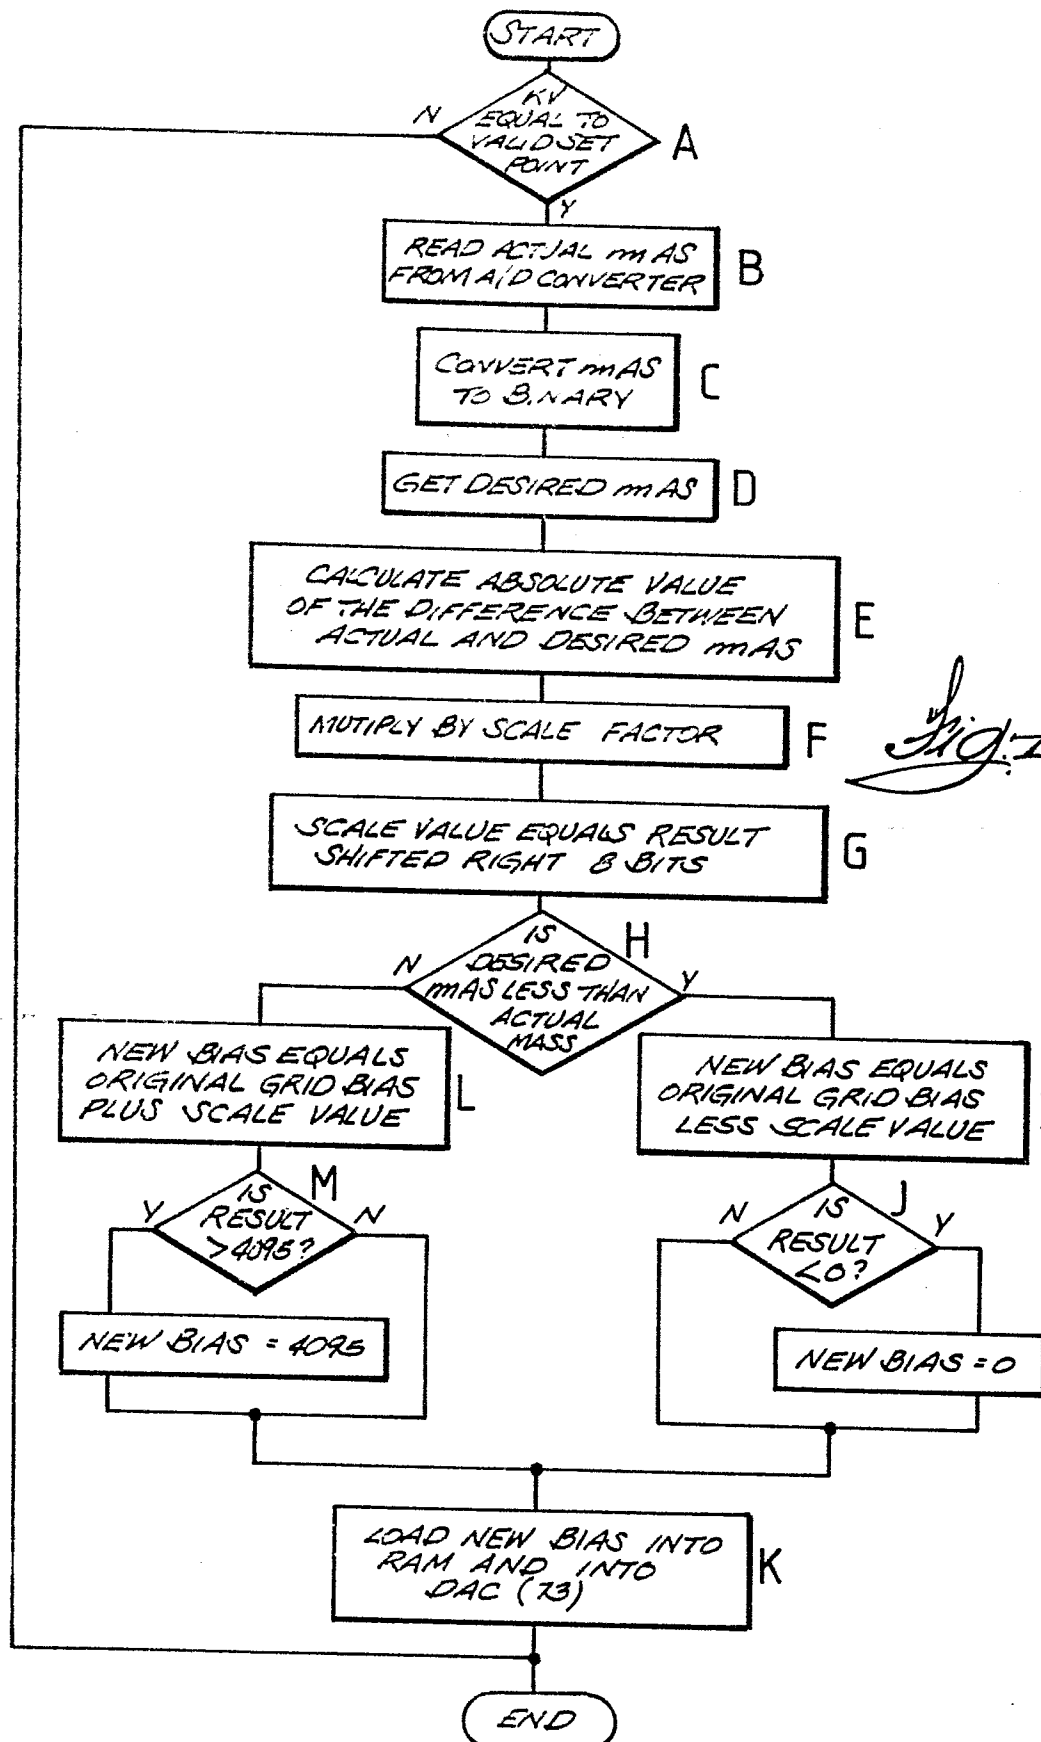 START
KV
EQUAL TO
VALID SET
POINT
N
A
Y
READ ACTUAL mAS
FROM A/D CONVERTER
B
CONVERT mAS
TO BINARY
C
GET DESIRED mAS
D
CALCULATE ABSOLUTE VALUE
OF THE DIFFERENCE BETWEEN
ACTUAL AND DESIRED mAS
E
MUTIPLY BY SCALE FACTOR
F
Fig.
SCALE VALUE EQUALS RESULT
SHIFTED RIGHT 8 BITS
G
IS
DESIRED
mAS LESS THAN
ACTUAL
MASS
H
N
Y
NEW BIAS EQUALS
ORIGINAL GRID BIAS
PLUS SCALE VALUE
L
NEW BIAS EQUALS
ORIGINAL GRID BIAS
LESS SCALE VALUE
IS
RESULT
>4095?
M
Y
N
IS
RESULT
<0?
J
N
Y
NEW BIAS = 4095
NEW BIAS = 0
LOAD NEW BIAS INTO
RAM AND INTO
DAC (73)
K
END